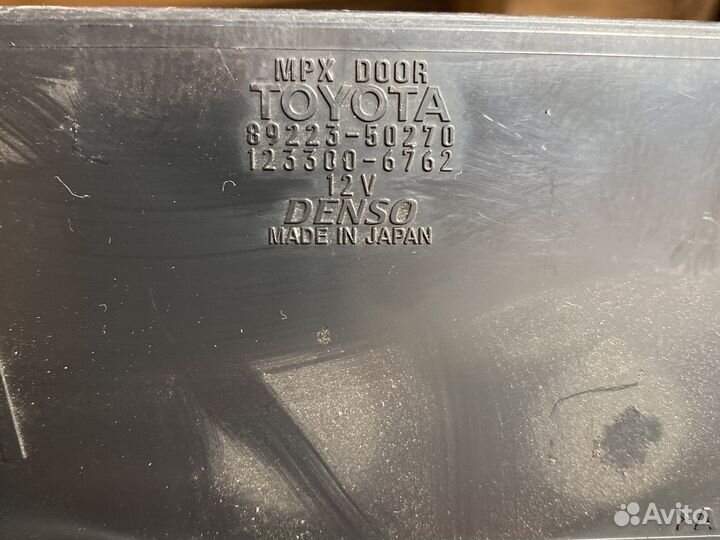 MPX DOOR
TOYOTA
89223-50270
123300-6762
12V
DENSO
MADE IN JAPAN
Avito